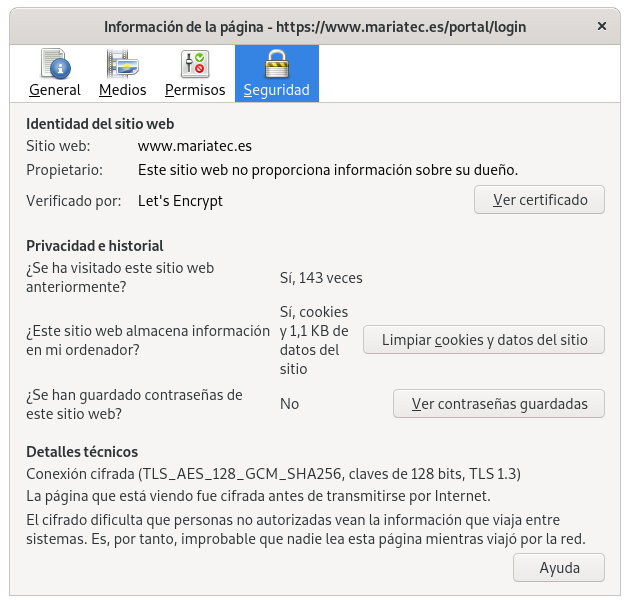 Información de la página - https://www.mariatec.es/portal/login
×
General
Medios
Permisos
Seguridad
Identidad del sitio web
Sitio web: www.mariatec.es
Propietario: Este sitio web no proporciona información sobre su dueño.
Verificado por: Let's Encrypt
Ver certificado
Privacidad e historial
¿Se ha visitado este sitio web
anteriormente?
Sí, 143 veces
¿Este sitio web almacena información
en mi ordenador?
Sí, cookies
y 1,1 KB de
datos del
sitio
Limpiar cookies y datos del sitio
¿Se han guardado contraseñas de
este sitio web?
No
Ver contraseñas guardadas
Detalles técnicos
Conexión cifrada (TLS_AES_128_GCM_SHA256, claves de 128 bits, TLS 1.3)
La página que está viendo fue cifrada antes de transmitirse por Internet.
El cifrado dificulta que personas no autorizadas vean la información que viaja entre
sistemas. Es, por tanto, improbable que nadie lea esta página mientras viajó por la red.
Ayuda